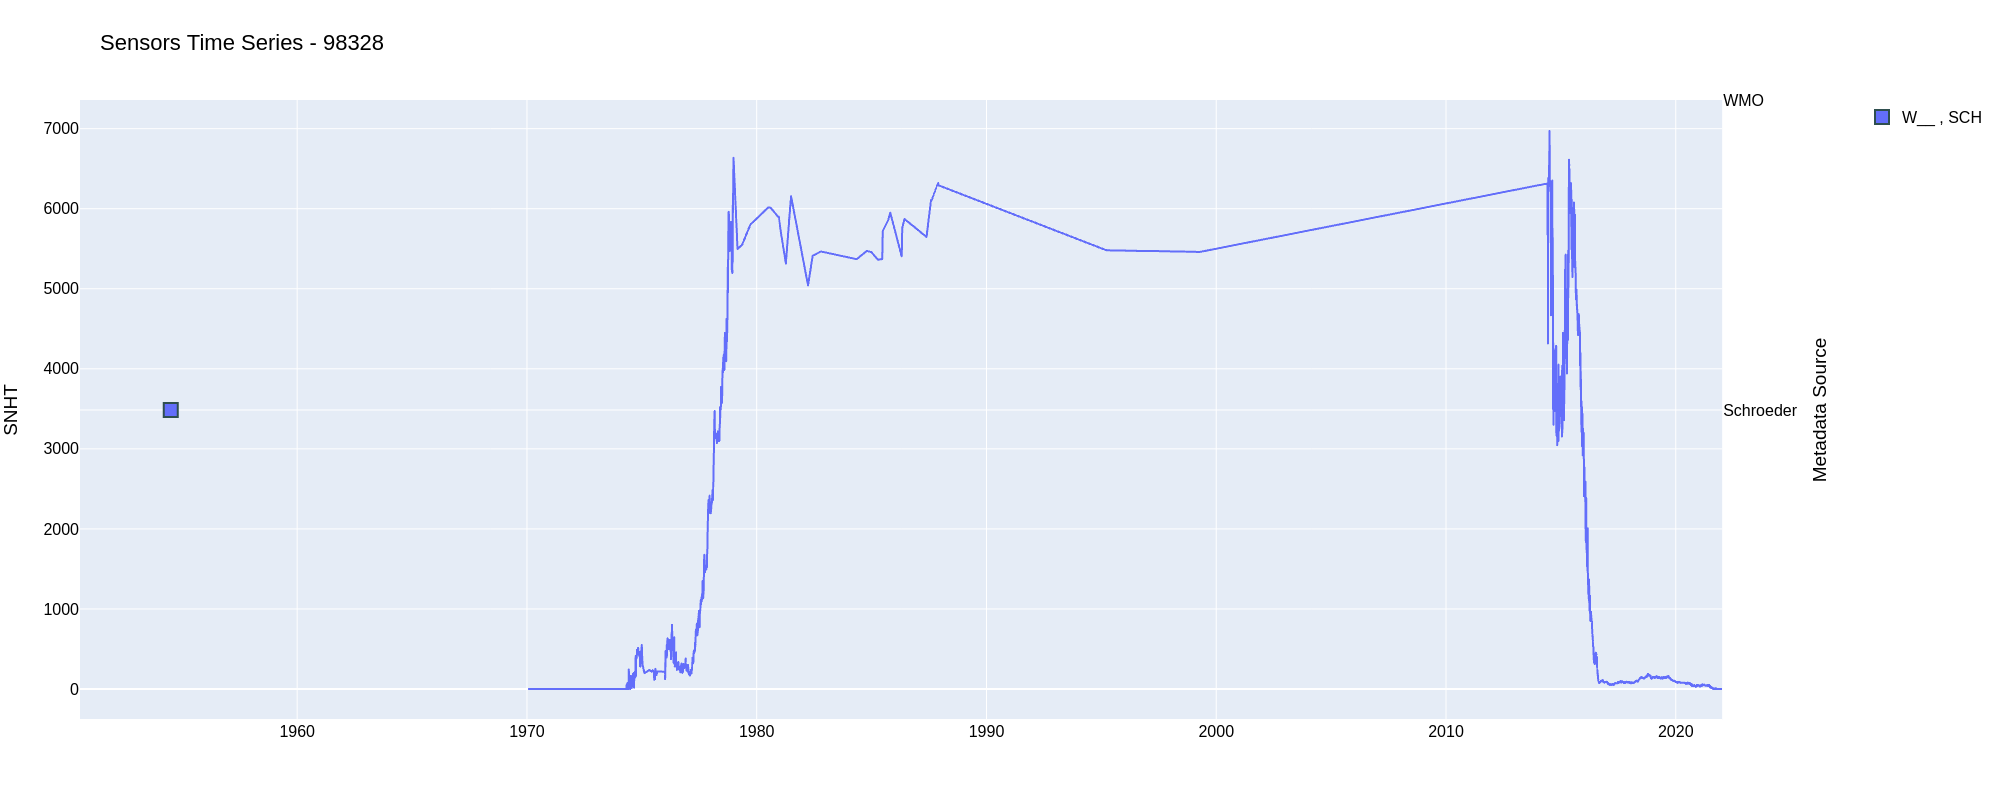 Sensors Time Series - 98328
WMO
W__ , SCH
7000
6000
5000
4000
Schroeder
3000
2000
1000
0
SNHT
Metadata Source
1960
1970
1980
1990
2000
2010
2020